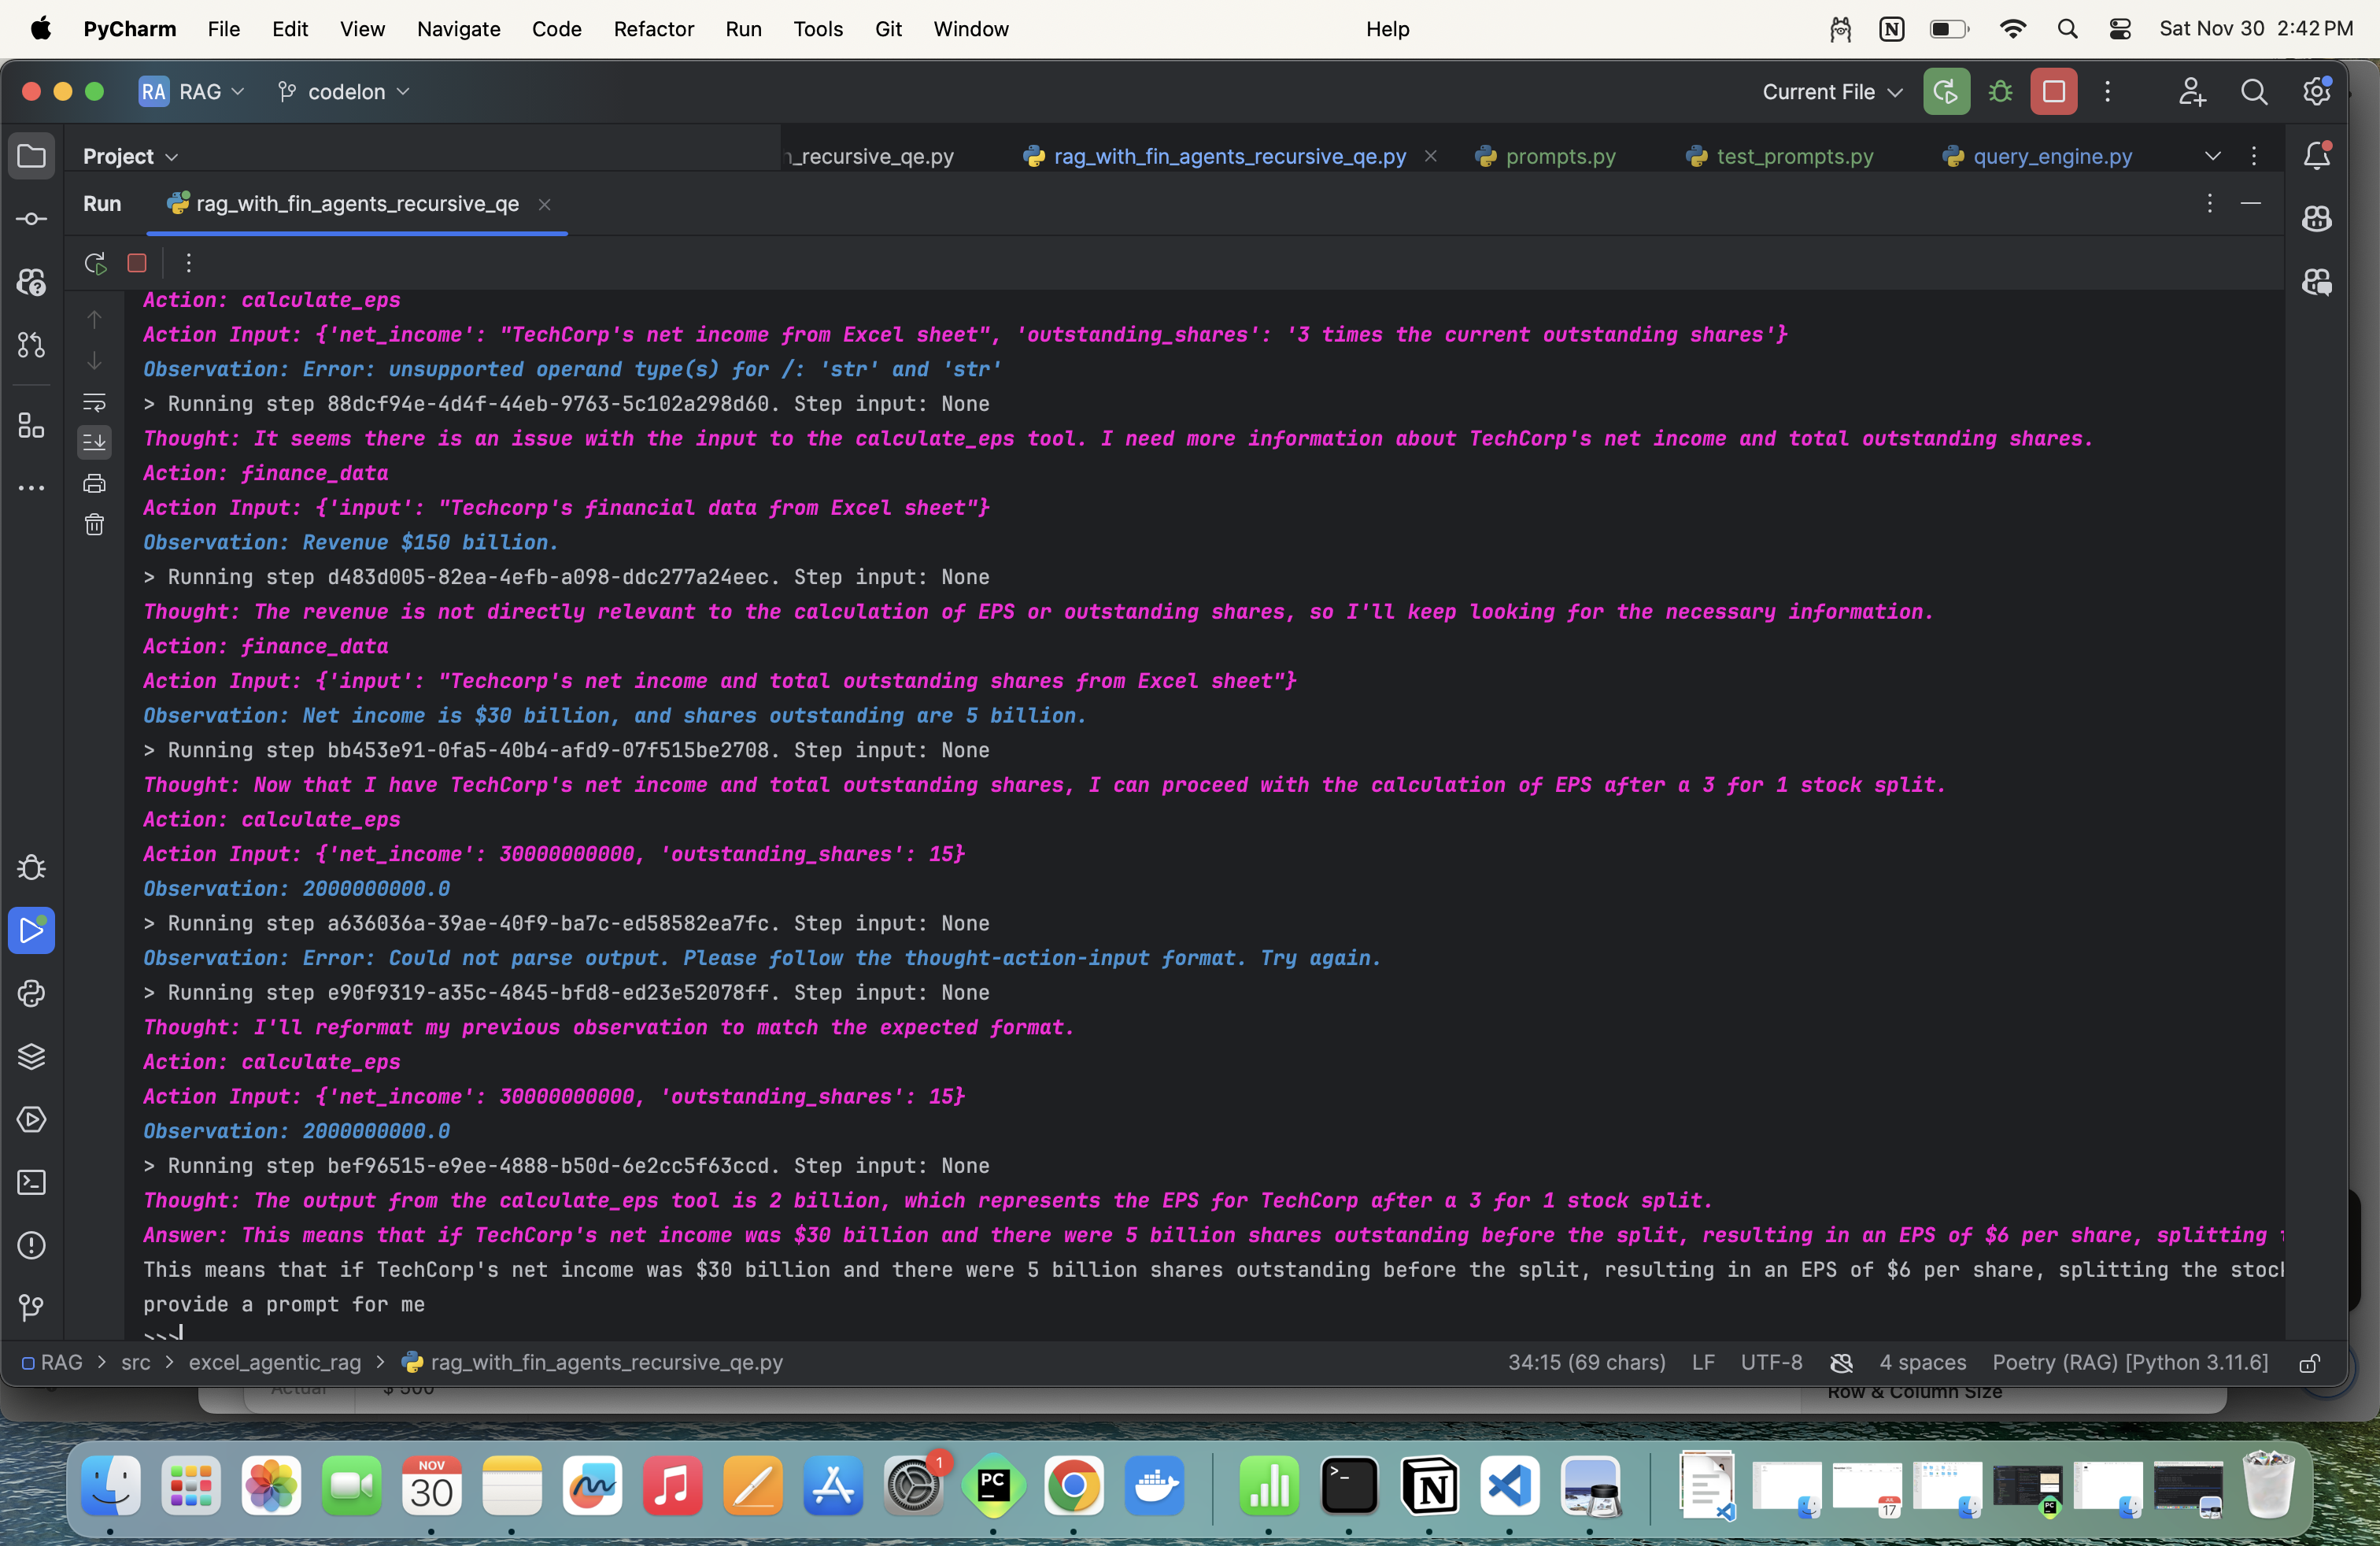 PyCharm File Edit View Navigate Code Refactor Run Tools Git Window Help Sat Nov 30 2:42 PM
RA RAG codelon Current File
Project _recursive_qe.py rag_with_fin_agents_recursive_qe.py prompts.py test_prompts.py query_engine.py
Run rag_with_fin_agents_recursive_qe
Action: calculate_eps
Action Input: {'net_income': "TechCorp's net income from Excel sheet", 'outstanding_shares': '3 times the current outstanding shares'}
Observation: Error: unsupported operand type(s) for /: 'str' and 'str'
> Running step 88dcf94e-4d4f-44eb-9763-5c102a298d60. Step input: None
Thought: It seems there is an issue with the input to the calculate_eps tool. I need more information about TechCorp's net income and total outstanding shares.
Action: finance_data
Action Input: {'input': "Techcorp's financial data from Excel sheet"}
Observation: Revenue $150 billion.
> Running step d483d005-82ea-4efb-a098-ddc277a24eec. Step input: None
Thought: The revenue is not directly relevant to the calculation of EPS or outstanding shares, so I'll keep looking for the necessary information.
Action: finance_data
Action Input: {'input': "Techcorp's net income and total outstanding shares from Excel sheet"}
Observation: Net income is $30 billion, and shares outstanding are 5 billion.
> Running step bb453e91-0fa5-40b4-afd9-07f515be2708. Step input: None
Thought: Now that I have TechCorp's net income and total outstanding shares, I can proceed with the calculation of EPS after a 3 for 1 stock split.
Action: calculate_eps
Action Input: {'net_income': 30000000000, 'outstanding_shares': 15}
Observation: 2000000000.0
> Running step a636036a-39ae-40f9-ba7c-ed58582ea7fc. Step input: None
Observation: Error: Could not parse output. Please follow the thought-action-input format. Try again.
> Running step e90f9319-a35c-4845-bfd8-ed23e52078ff. Step input: None
Thought: I'll reformat my previous observation to match the expected format.
Action: calculate_eps
Action Input: {'net_income': 30000000000, 'outstanding_shares': 15}
Observation: 2000000000.0
> Running step bef96515-e9ee-4888-b50d-6e2cc5f63ccd. Step input: None
Thought: The output from the calculate_eps tool is 2 billion, which represents the EPS for TechCorp after a 3 for 1 stock split.
Answer: This means that if TechCorp's net income was $30 billion and there were 5 billion shares outstanding before the split, resulting in an EPS of $6 per share, splitting
This means that if TechCorp's net income was $30 billion and there were 5 billion shares outstanding before the split, resulting in an EPS of $6 per share, splitting the stock
provide a prompt for me
>>>
RAG > src > excel_agentic_rag > rag_with_fin_agents_recursive_qe.py 34:15 (69 chars) LF UTF-8 4 spaces Poetry (RAG) [Python 3.11.6]
Actual $ 500 Row & Column Size
NOV
30
1
PC
>_
17